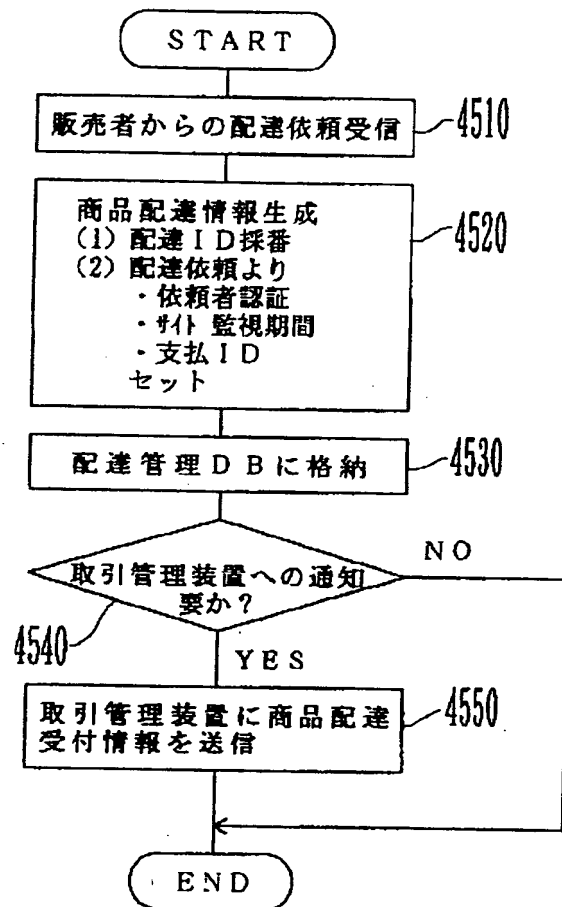 START
販売者からの配達依頼受信
4510
商品配達情報生成
(1)配達ID採番
(2)配達依頼より
・依頼者認証
・サイト監視期間
・支払ID
セット
4520
配達管理DBに格納
4530
取引管理装置への通知
要か?
NO
4540
YES
取引管理装置に商品配達
受付情報を送信
4550
END